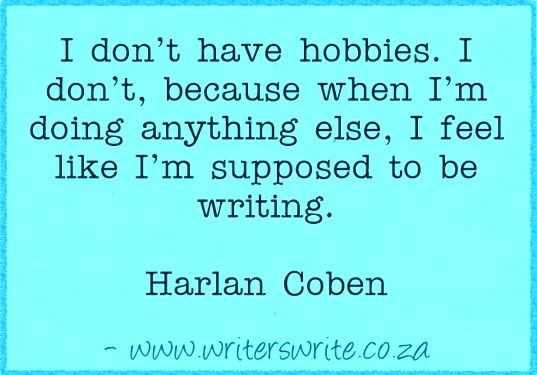 I don’t have hobbies. I
don’t, because when I’m
doing anything else, I feel
like I’m supposed to be
writing.
Harlan Coben
- www.writerswrite.co.za